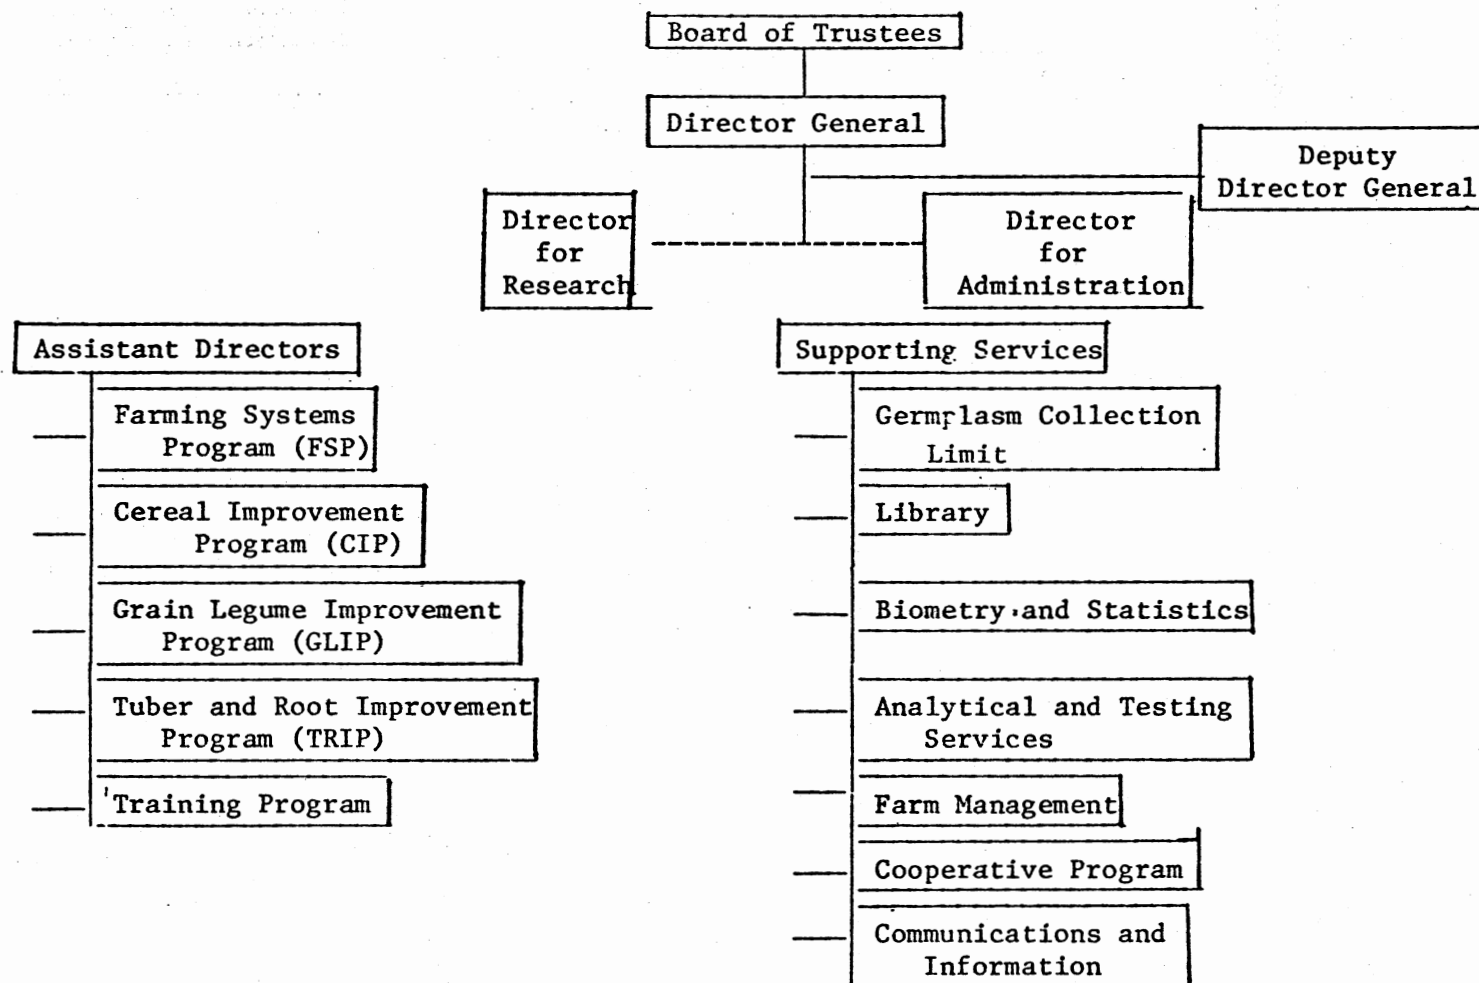 Board of Trustees
Director General
Deputy
Director General
Director
for
Research
Director
for
Administration
Assistant Directors
Farming Systems
Program (FSP)
Cereal Improvement
Program (CIP)
Grain Legume Improvement
Program (GLIP)
Tuber and Root Improvement
Program (TRIP)
Training Program
Supporting Services
Germplasm Collection
Limit
Library
Biometry and Statistics
Analytical and Testing
Services
Farm Management
Cooperative Program
Communications and
Information